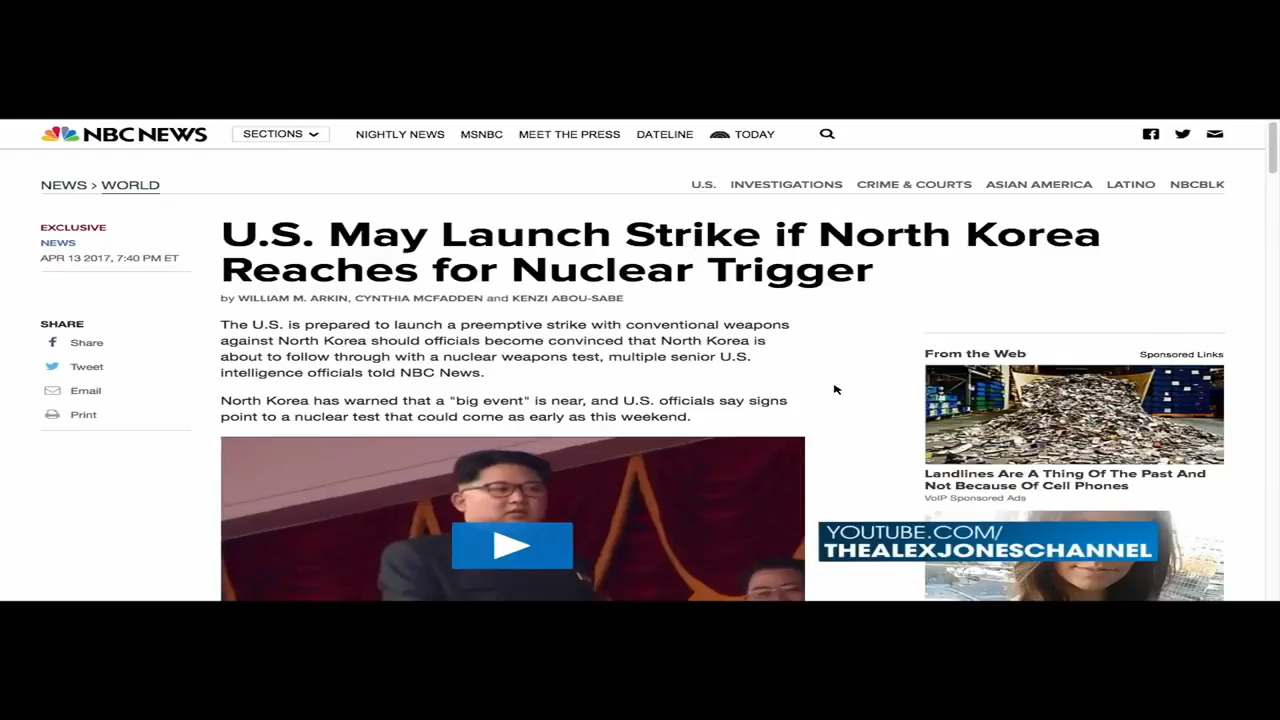 NBC NEWS
SECTIONS
NIGHTLY NEWS
MSNBC
MEET THE PRESS
DATELINE
TODAY
NEWS > WORLD
U.S.
INVESTIGATIONS
CRIME & COURTS
ASIAN AMERICA
LATINO
NBCBLK
EXCLUSIVE
NEWS
APR 13 2017, 7:40 PM ET
U.S. May Launch Strike if North Korea
Reaches for Nuclear Trigger
by WILLIAM M. ARKIN, CYNTHIA MCFADDEN and KENZI ABOU-SABE
SHARE
Share
Tweet
Email
Print
The U.S. is prepared to launch a preemptive strike with conventional weapons
against North Korea should officials become convinced that North Korea is
about to follow through with a nuclear weapons test, multiple senior U.S.
intelligence officials told NBC News.
North Korea has warned that a "big event" is near, and U.S. officials say signs
point to a nuclear test that could come as early as this weekend.
From the Web
Sponsored Links
Landlines Are A Thing Of The Past And
Not Because Of Cell Phones
VoIP Sponsored Ads
YOUTUBE.COM/
THEALEXJONESCHANNEL